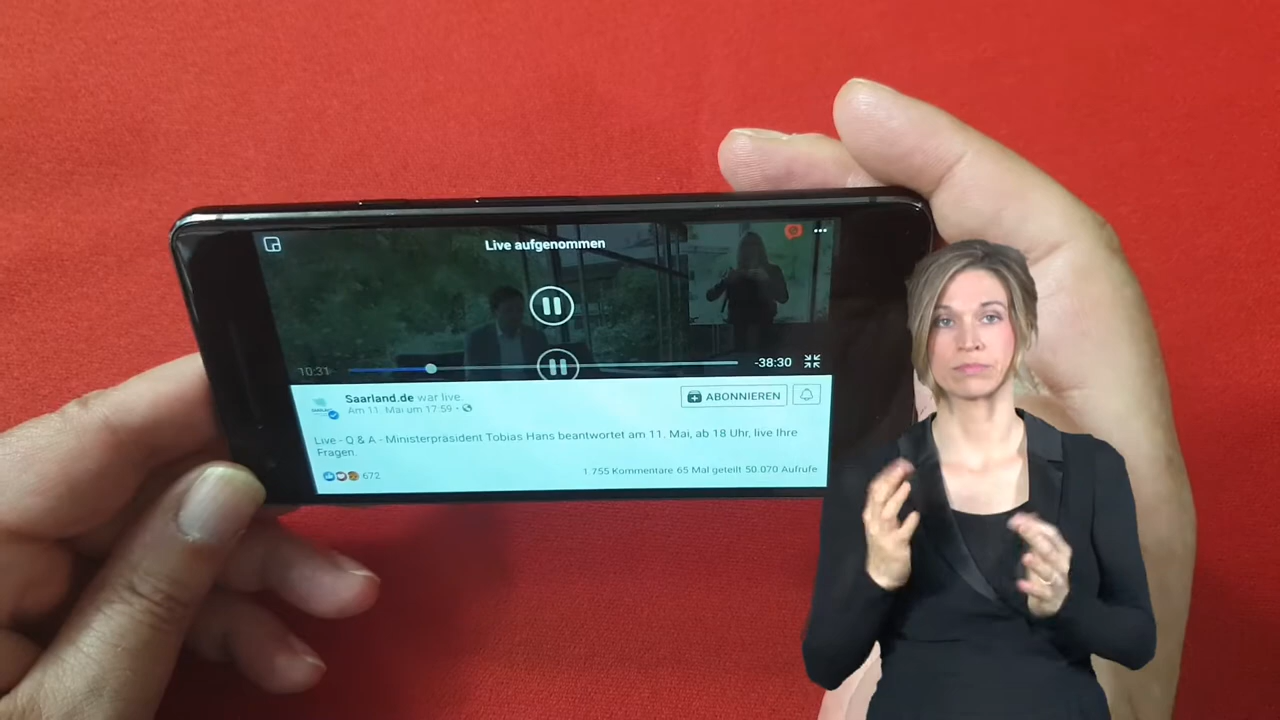 Live aufgenommen
10:31
-38:30
Saarland.de war live.
ABONNIEREN
Am 11. Mai um 17:59 ·
Live - Q & A - Ministerpräsident Tobias Hans beantwortet am 11. Mai, ab 18 Uhr, live Ihre
Fragen.
672
1.755 Kommentare 65 Mal geteilt 50.070 Aufrufe